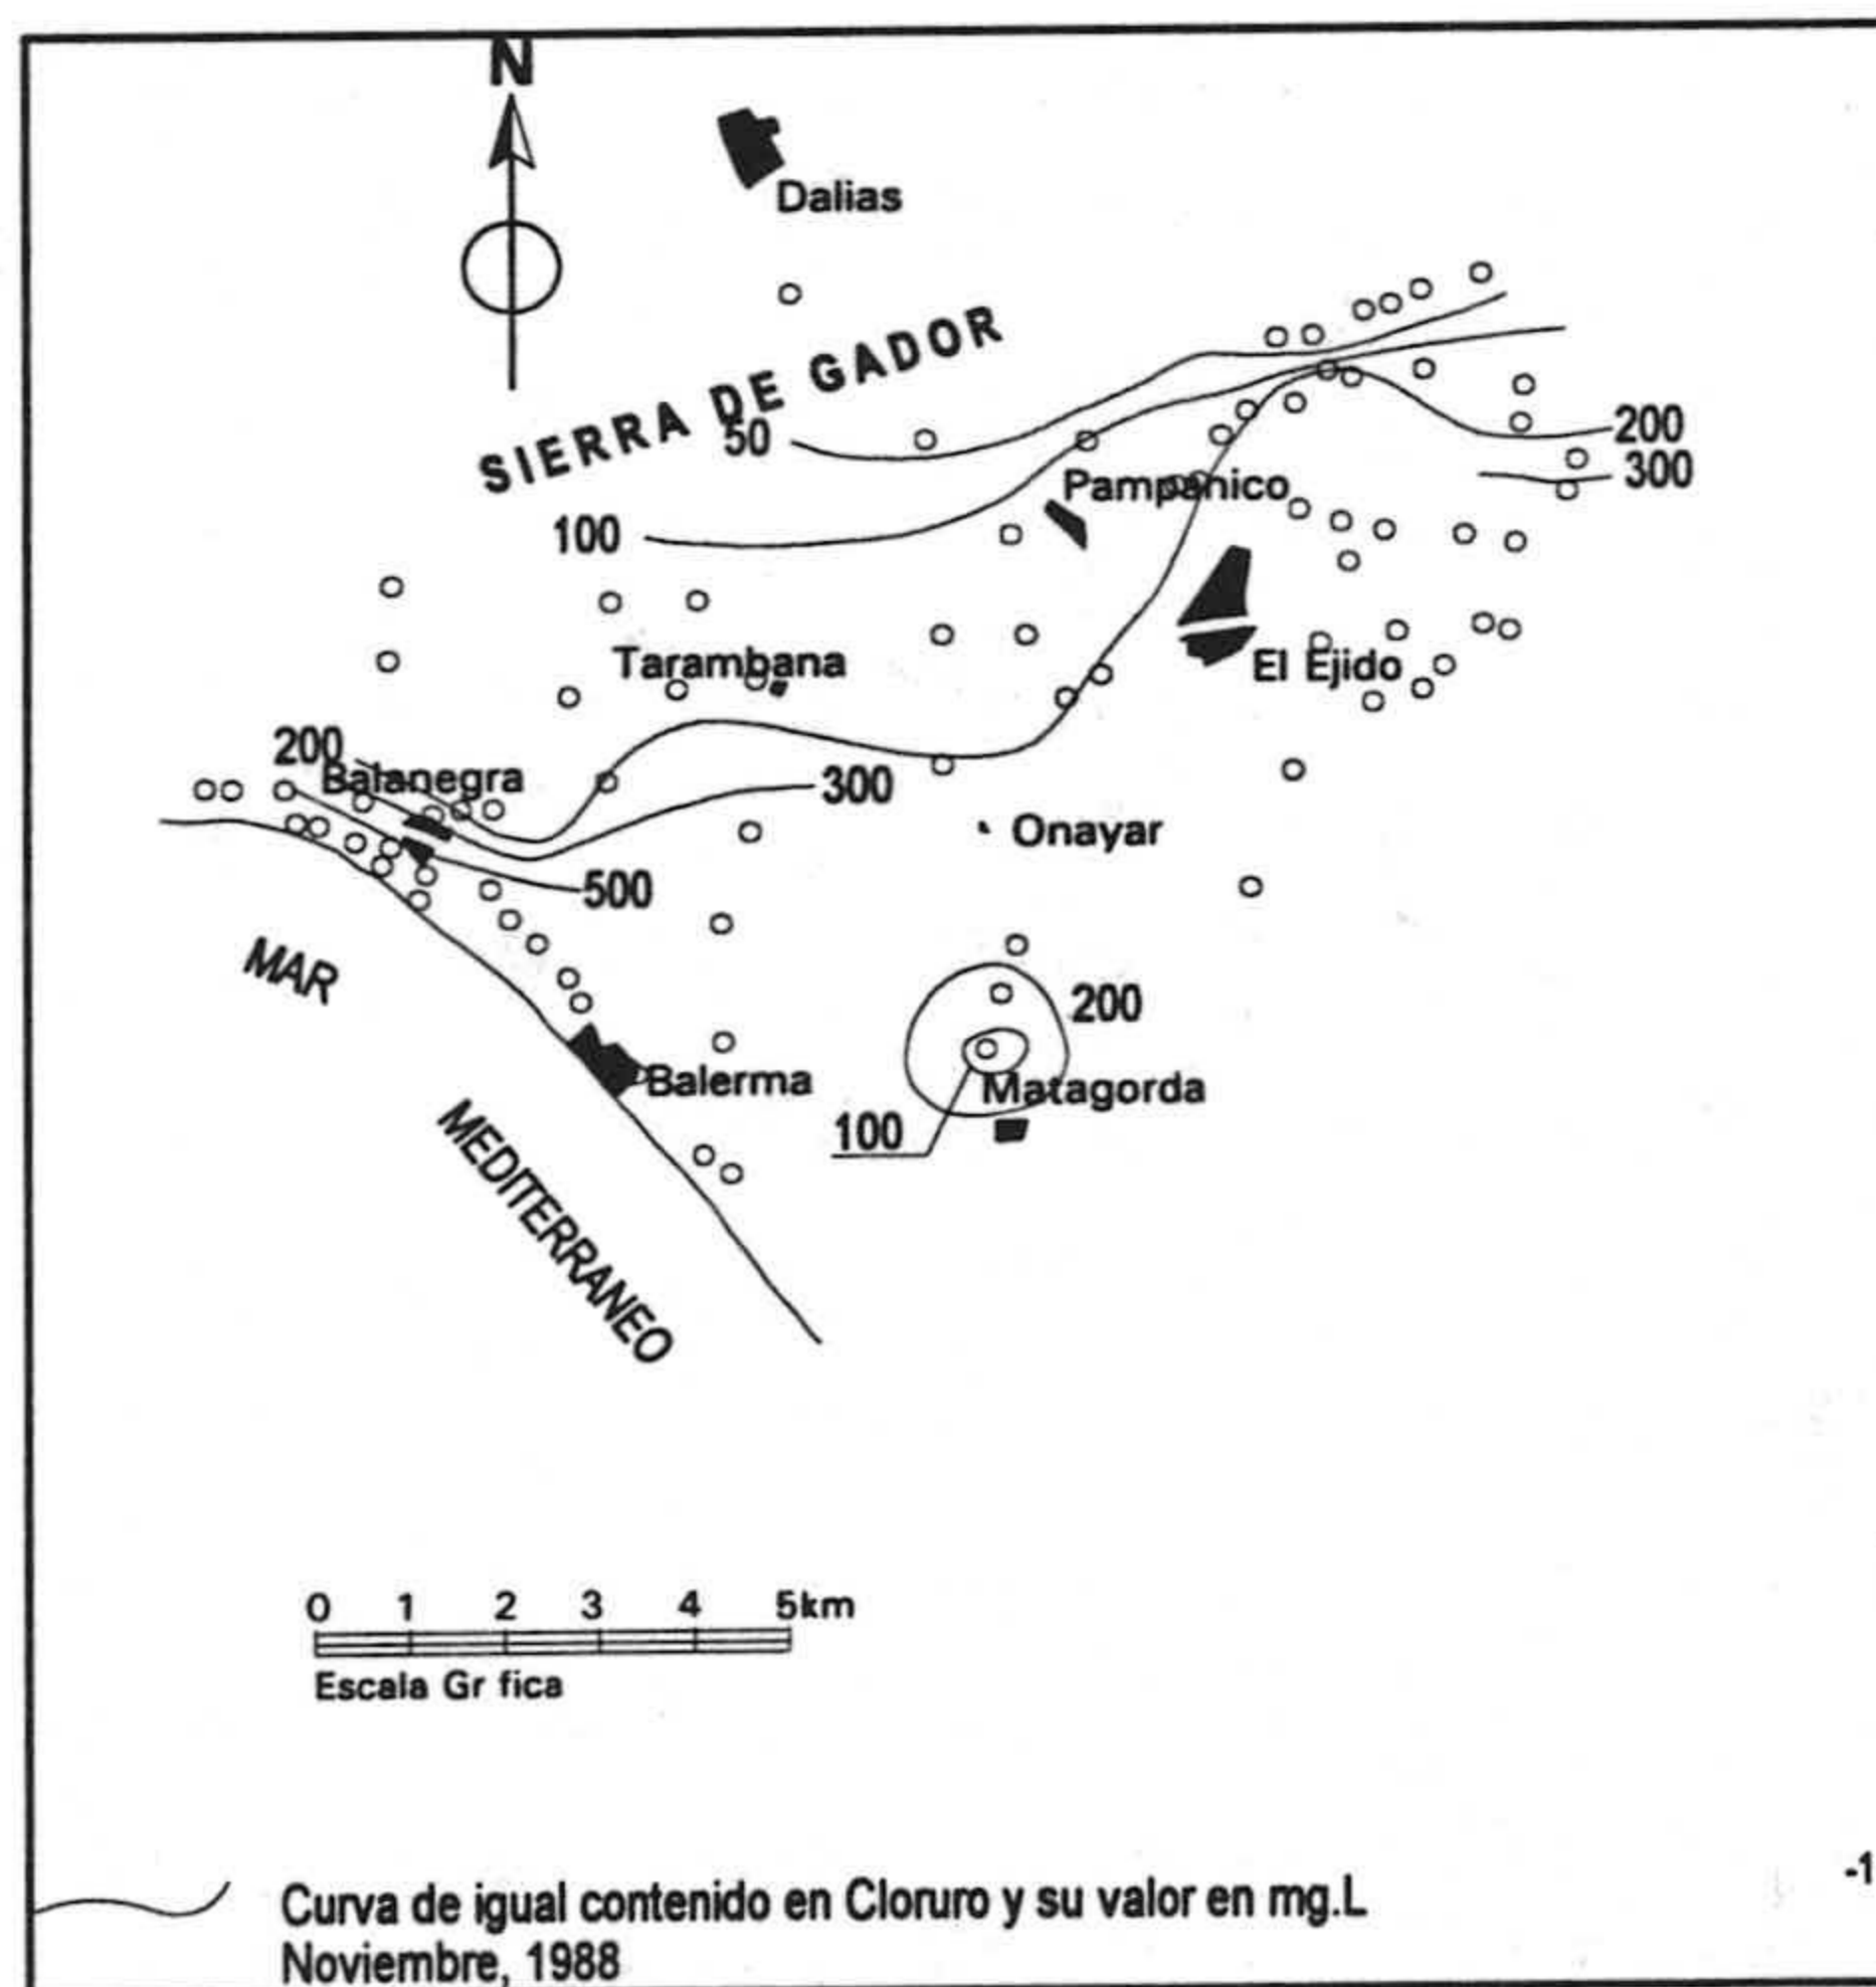 N
Dalias
SIERRA DE GADOR
50
200
300
Pampanico
100
Tarambana
El Ejido
200
Balanegra
300
Onayar
500
MAR
200
Balerma
Matagorda
100
MEDITERRANEO
0 1 2 3 4 5km
Escala Gr fica
-1
Curva de igual contenido en Cloruro y su valor en mg.L
Noviembre, 1988